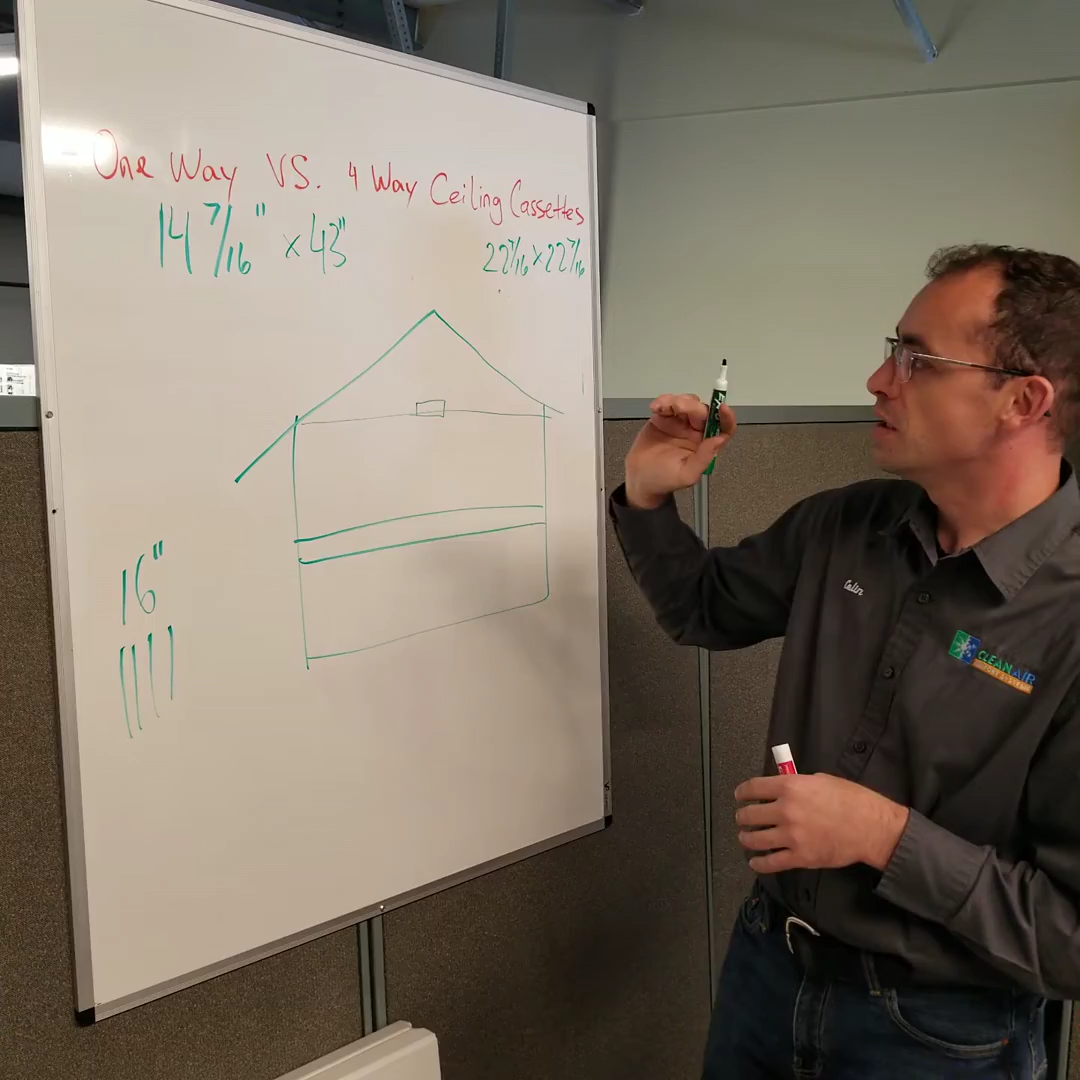 One Way VS. 4 Way Ceiling Cassettes
14 7/16" x 43"
22 7/16 x 22 7/16
16"
Colin
CLEAN AIR